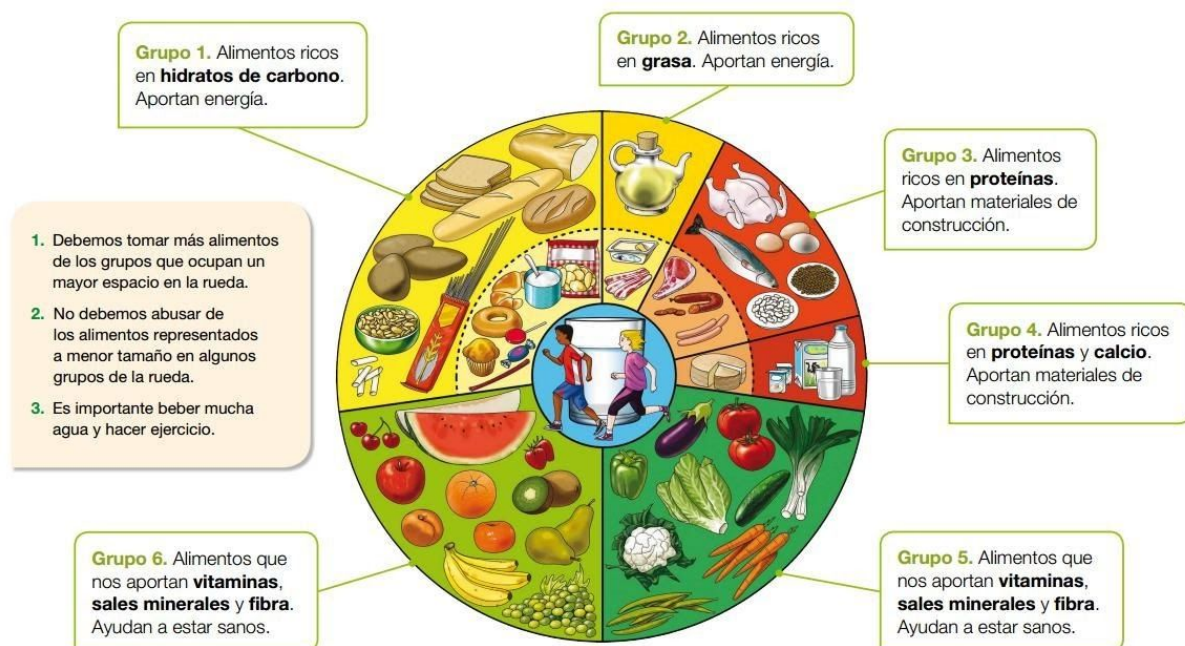 Grupo 1. Alimentos ricos
en hidratos de carbono.
Aportan energía.
Grupo 2. Alimentos ricos
en grasa. Aportan energía.
Grupo 3. Alimentos
ricos en proteínas.
Aportan materiales de
construcción.
1. Debemos tomar más alimentos
de los grupos que ocupan un
mayor espacio en la rueda.
2. No debemos abusar de
los alimentos representados
a menor tamaño en algunos
grupos de la rueda.
3. Es importante beber mucha
agua y hacer ejercicio.
Grupo 4. Alimentos ricos
en proteínas y calcio.
Aportan materiales de
construcción.
Grupo 6. Alimentos que
nos aportan vitaminas,
sales minerales y fibra.
Ayudan a estar sanos.
Grupo 5. Alimentos que
nos aportan vitaminas,
sales minerales y fibra.
Ayudan a estar sanos.